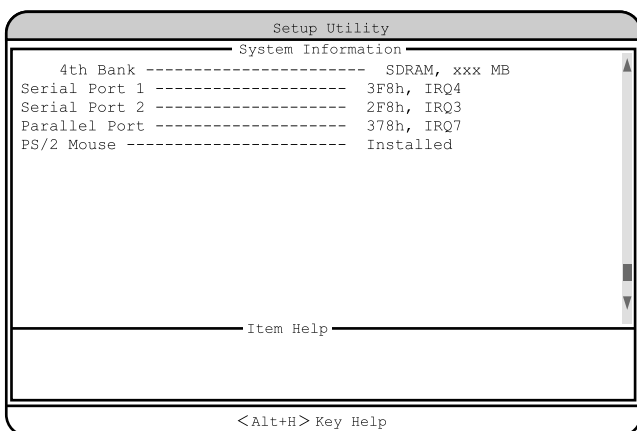 Setup Utility
System Information
4th Bank ----------------------- SDRAM, xxx MB
Serial Port 1 -------------------- 3F8h, IRQ4
Serial Port 2 -------------------- 2F8h, IRQ3
Parallel Port -------------------- 378h, IRQ7
PS/2 Mouse ----------------------- Installed
Item Help
<Alt+H> Key Help